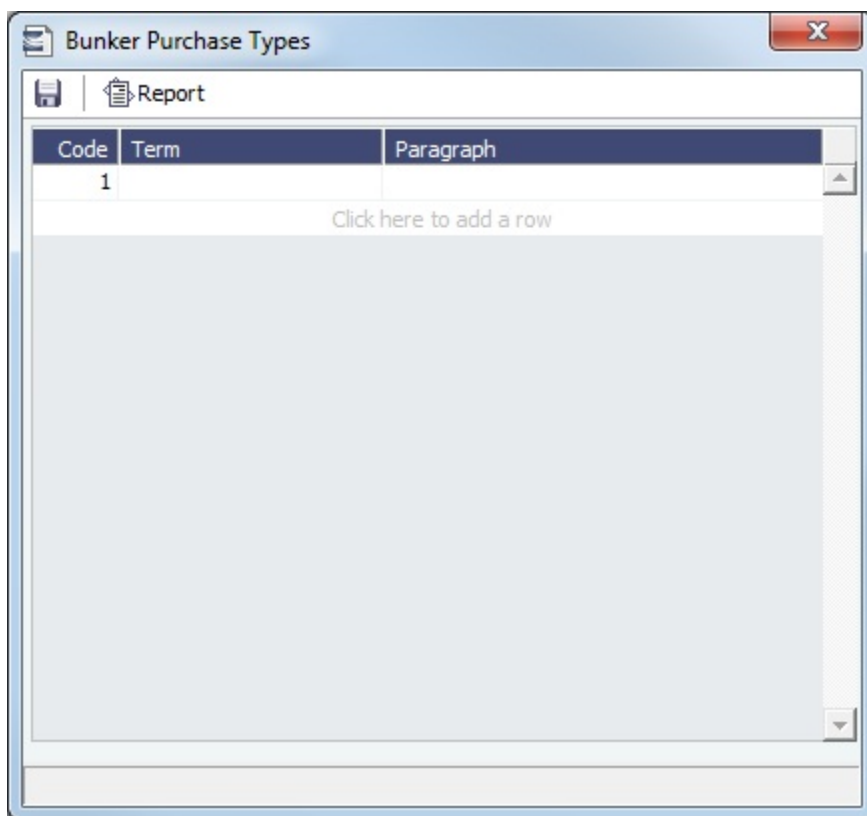 Bunker Purchase Types
Report
Code Term Paragraph
1
Click here to add a row